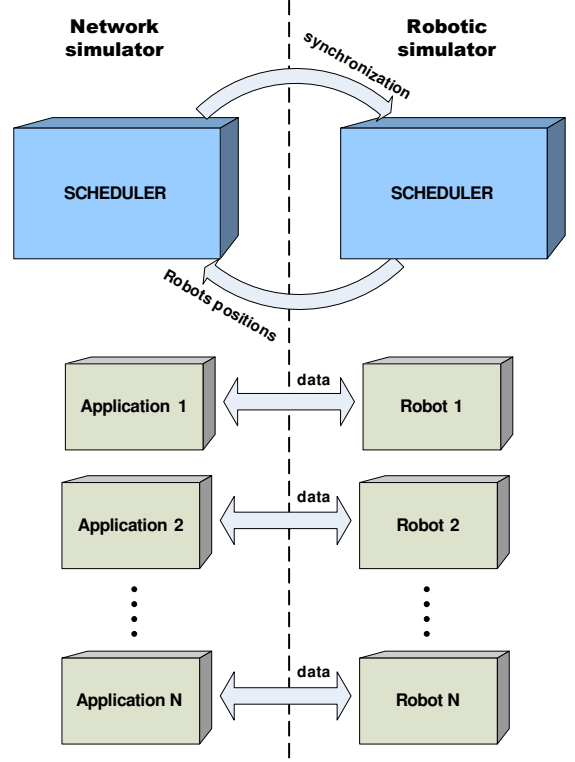 Network
simulator
Robotic
simulator
synchronization
SCHEDULER
SCHEDULER
Robots positions
data
Application 1
Robot 1
data
Application 2
Robot 2
data
Application N
Robot N